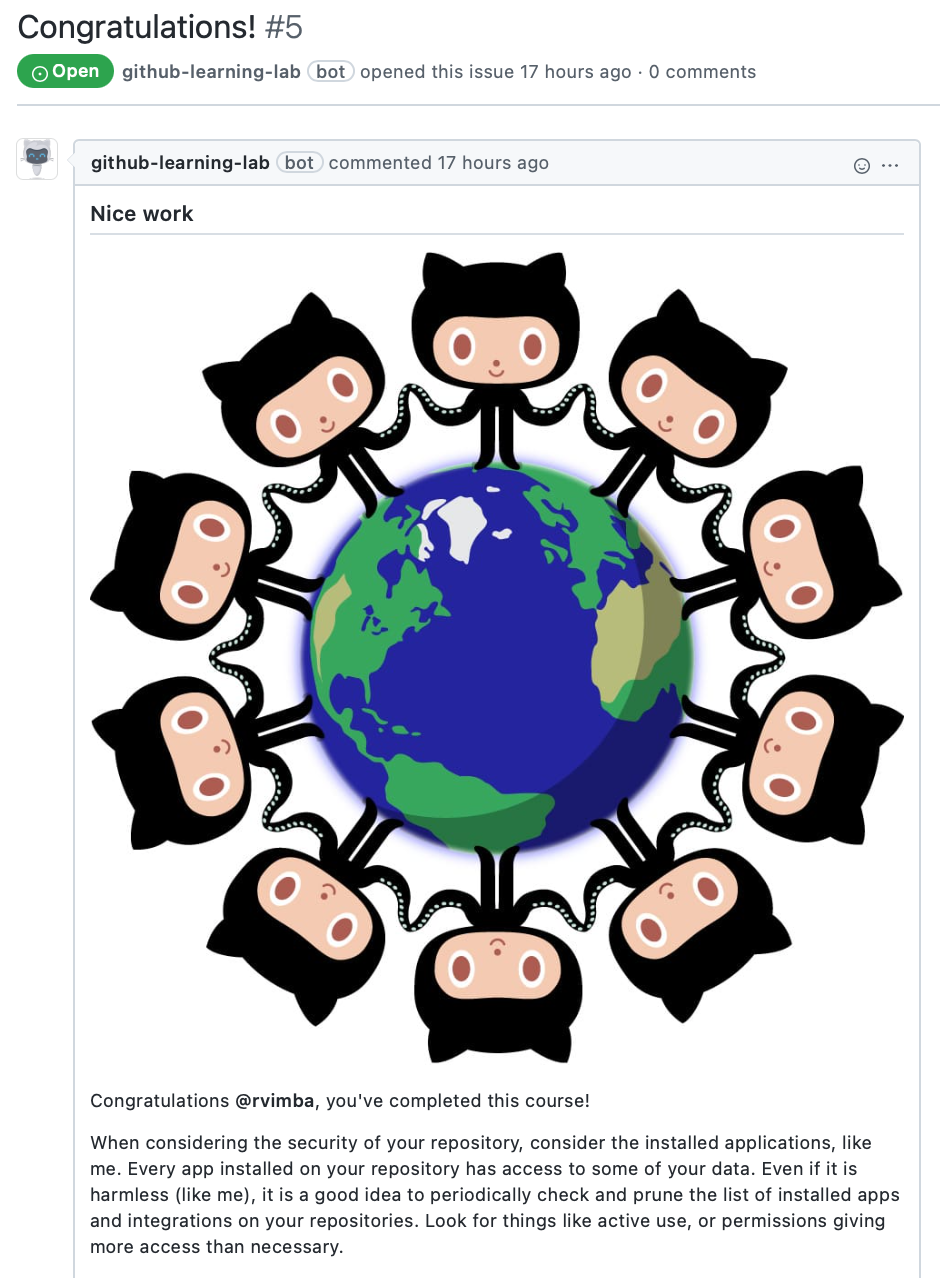 Congratulations! #5
Open github-learning-lab bot opened this issue 17 hours ago · 0 comments
github-learning-lab bot commented 17 hours ago
Nice work
Congratulations @rvimba, you've completed this course!
When considering the security of your repository, consider the installed applications, like
me. Every app installed on your repository has access to some of your data. Even if it is
harmless (like me), it is a good idea to periodically check and prune the list of installed apps
and integrations on your repositories. Look for things like active use, or permissions giving
more access than necessary.